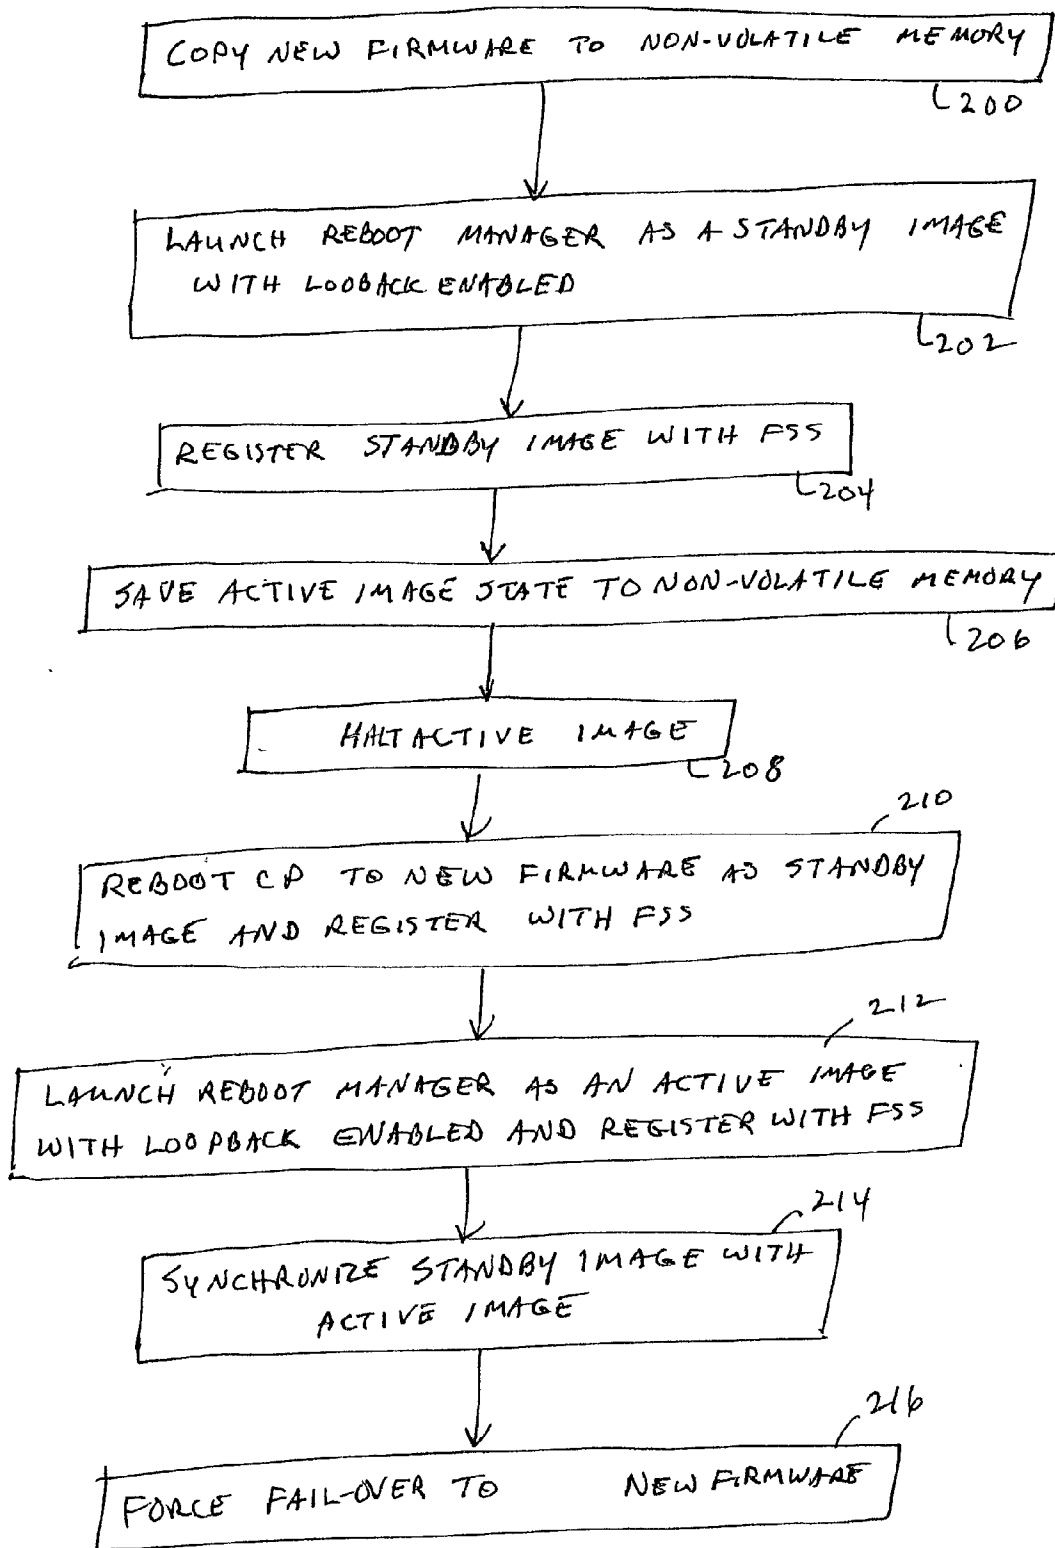 COPY NEW FIRMWARE TO NON-VOLATILE MEMORY
200
LAUNCH REBOOT MANAGER AS A STANDBY IMAGE
WITH LOOBACK ENABLED
202
REGISTER STANDBY IMAGE WITH FSS
204
SAVE ACTIVE IMAGE STATE TO NON-VOLATILE MEMORY
206
HALT ACTIVE IMAGE
208
210
REBOOT CP TO NEW FIRMWARE AS STANDBY
IMAGE AND REGISTER WITH FSS
212
LAUNCH REBOOT MANAGER AS AN ACTIVE IMAGE
WITH LOOPBACK ENABLED AND REGISTER WITH FSS
214
SYNCHRONIZE STANDBY IMAGE WITH
ACTIVE IMAGE
216
FORCE FAIL-OVER TO NEW FIRMWARE